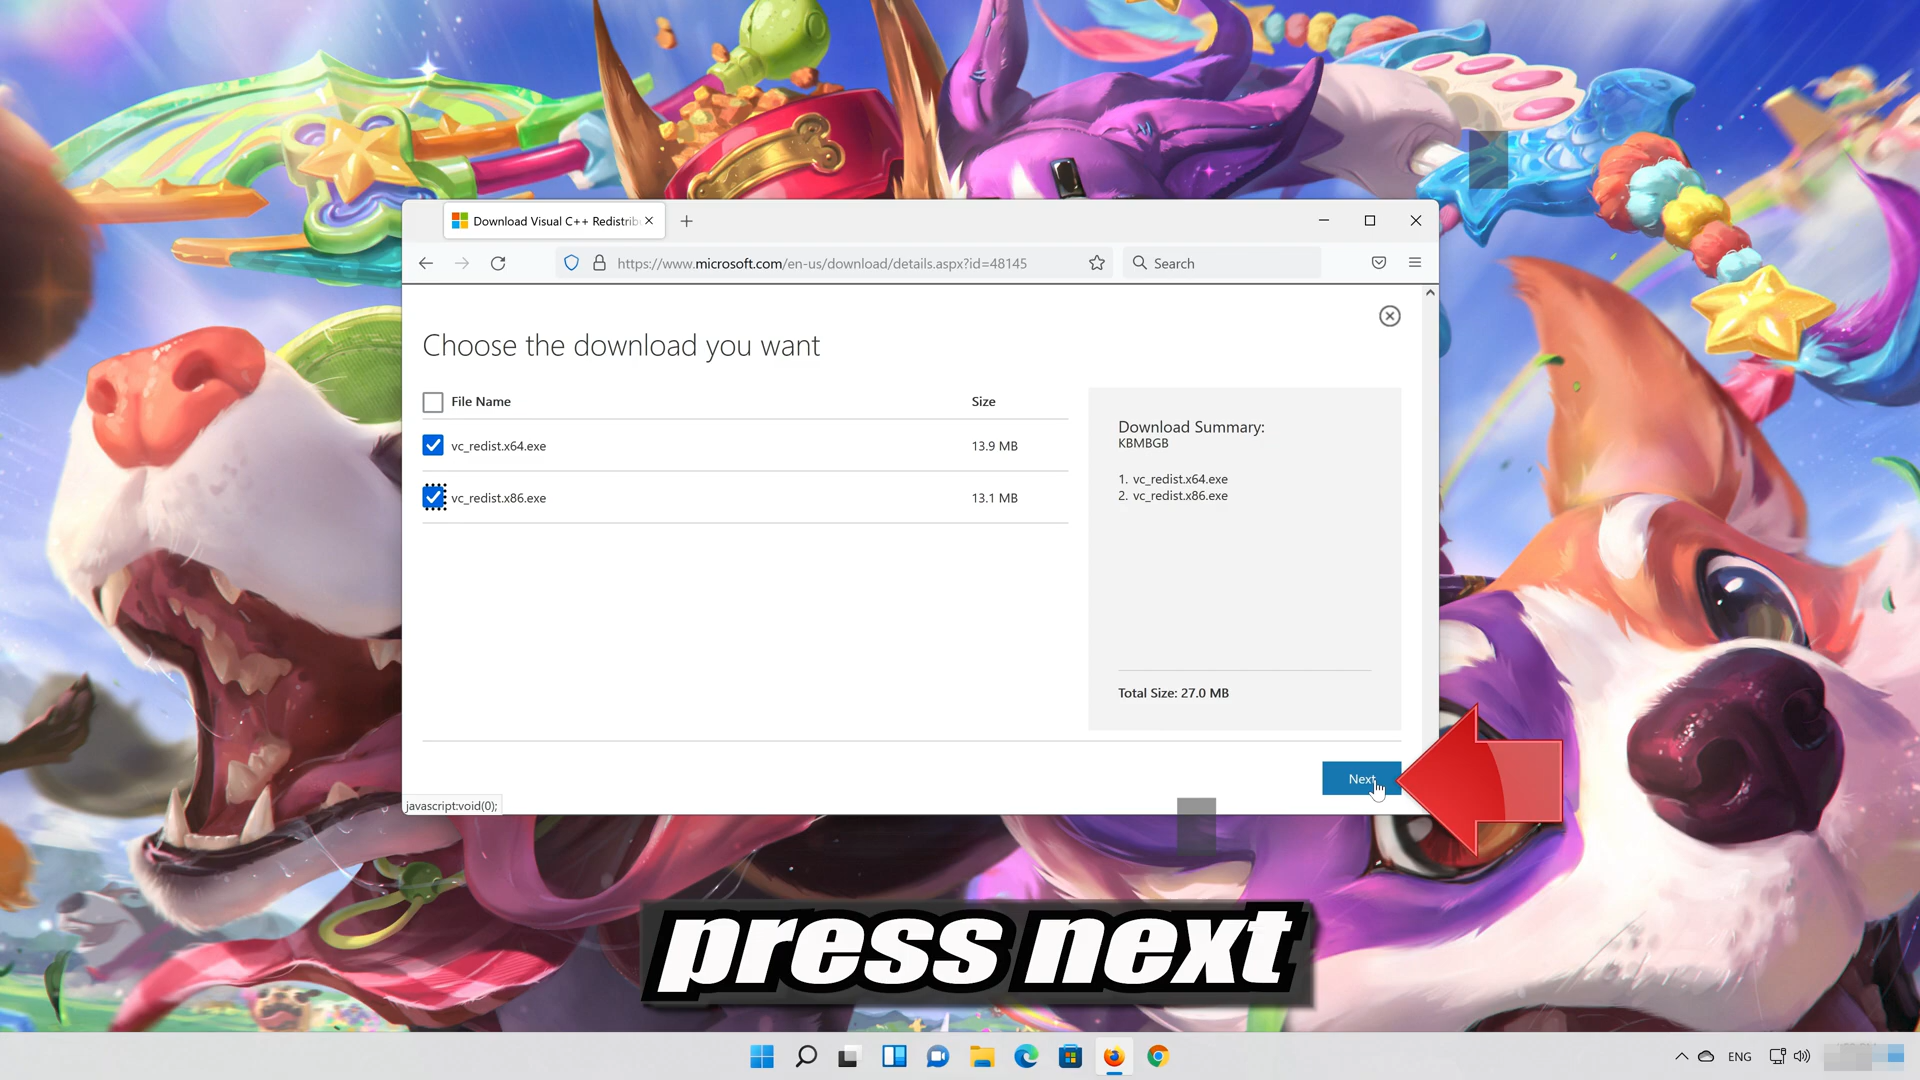 Download Visual C++ Redistrib
https://www.microsoft.com/en-us/download/details.aspx?id=48145
Search
Choose the download you want
File Name
Size
vc_redist.x64.exe
13.9 MB
vc_redist.x86.exe
13.1 MB
Download Summary:
KBMBGB
1. vc_redist.x64.exe
2. vc_redist.x86.exe
Total Size: 27.0 MB
Next
javascript:void(0);
press next
ENG